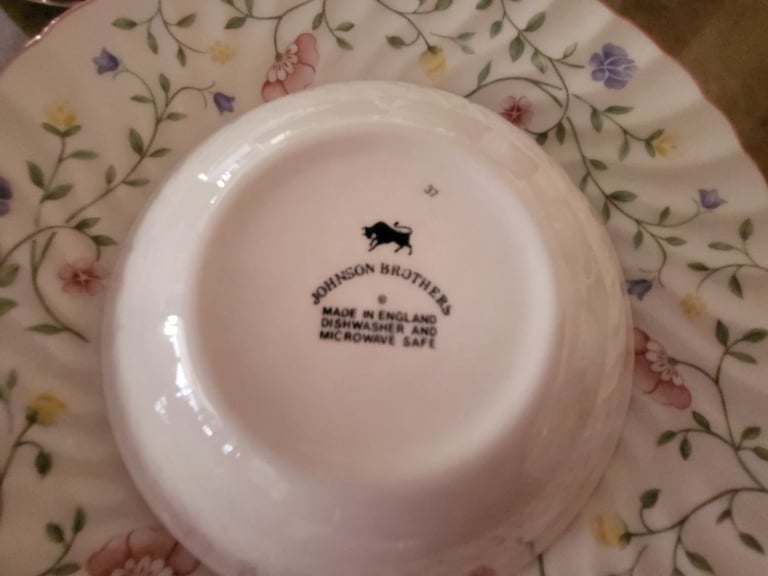 37
JOHNSON BROTHERS
©
MADE IN ENGLAND
DISHWASHER AND
MICROWAVE SAFE